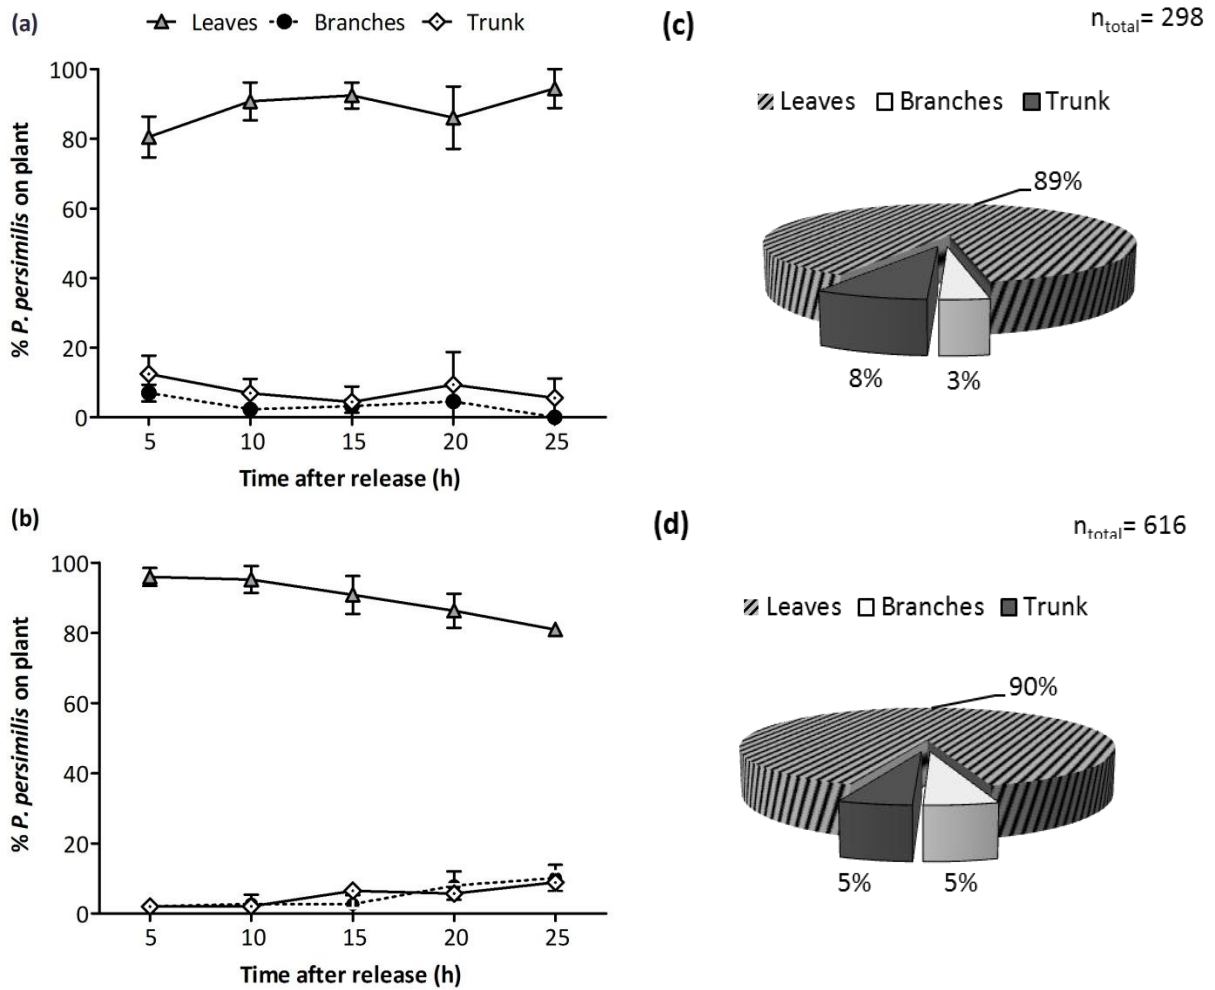 (a)
Leaves Branches Trunk
100
80
60
40
20
0
% P. persimilis on plant
5 10 15 20 25
Time after release (h)
(c)
n_total= 298
Leaves Branches Trunk
89%
8% 3%
(b)
100
80
60
40
20
0
% P. persimilis on plant
5 10 15 20 25
Time after release (h)
(d)
n_total= 616
Leaves Branches Trunk
90%
5% 5%